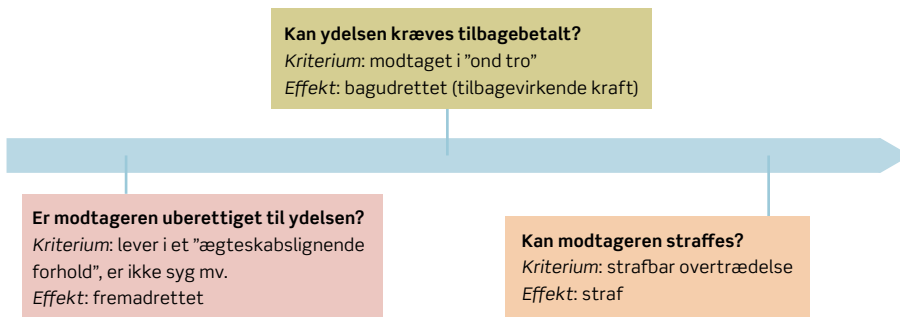 Kan ydelsen kræves tilbagebetalt?
Kriterium: modtaget i ”ond tro”
Effekt: bagudrettet (tilbagevirkende kraft)
Er modtageren uberettiget til ydelsen?
Kriterium: lever i et ”ægteskabslignende
forhold”, er ikke syg mv.
Effekt: fremadrettet
Kan modtageren straffes?
Kriterium: strafbar overtrædelse
Effekt: straf